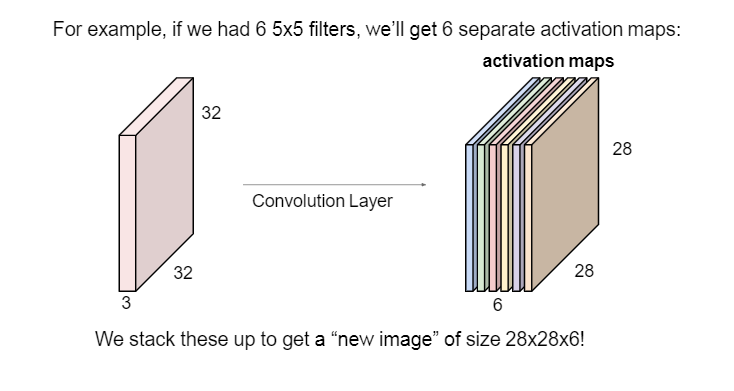 For example, if we had 6 5x5 filters, we'll get 6 separate activation maps:
activation maps
32
28
Convolution Layer
32
28
3
6
We stack these up to get a “new image” of size 28x28x6!